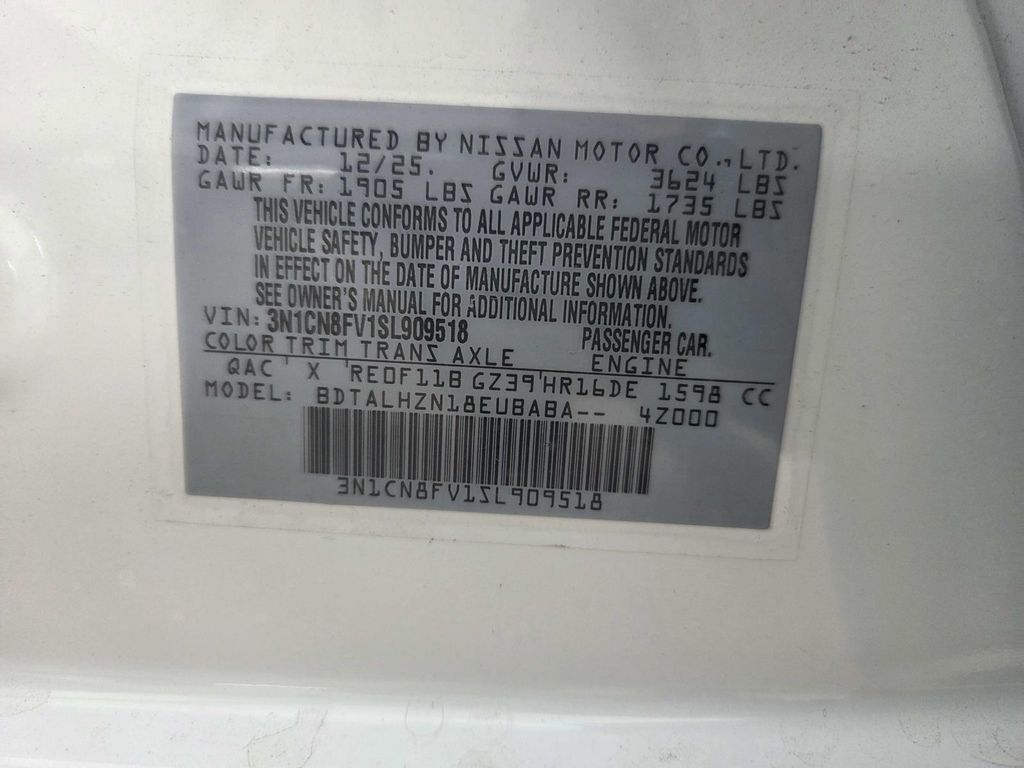 MANUFACTURED BY NISSAN MOTOR CO., LTD.
DATE: 12/25. GVWR: 3624 LBS
GAWR FR: 1905 LBS GAWR RR: 1735 LBS
THIS VEHICLE CONFORMS TO ALL APPLICABLE FEDERAL MOTOR
VEHICLE SAFETY, BUMPER AND THEFT PREVENTION STANDARDS
IN EFFECT ON THE DATE OF MANUFACTURE SHOWN ABOVE.
SEE OWNER'S MANUAL FOR ADDITIONAL INFORMATION.
VIN: 3N1CN8FV1SL909518 PASSENGER CAR.
COLOR TRIM TRANS AXLE ENGINE
QAC X RE0F11B GZ39 HR16DE 1598 CC
MODEL: BDTALHZN18EUBABA-- 4Z000
3N1CN8FV1SL909518